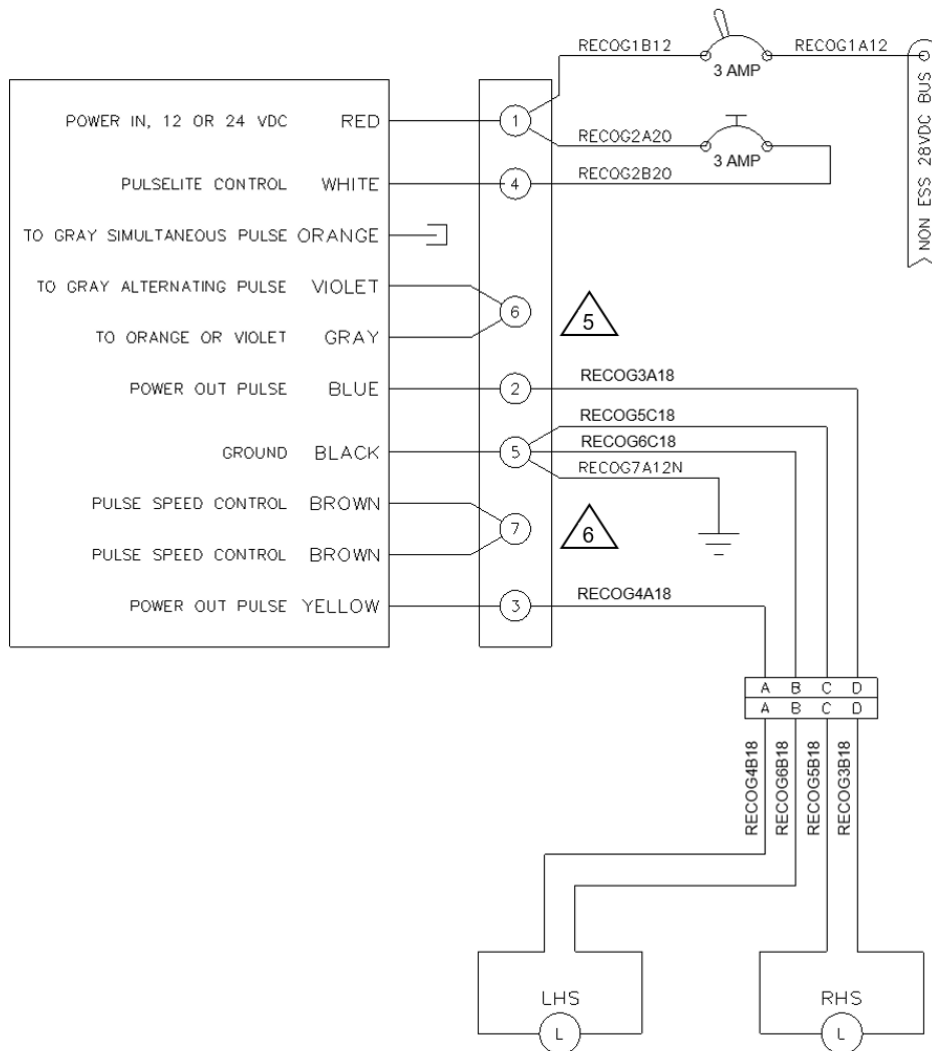 RECOG1B12
RECOG1A12
3 AMP
NON ESS 28VDC BUS
POWER IN, 12 OR 24 VDC RED
1
RECOG2A20
3 AMP
RECOG2B20
PULSELITE CONTROL WHITE
4
TO GRAY SIMULTANEOUS PULSE ORANGE
TO GRAY ALTERNATING PULSE VIOLET
6
5
TO ORANGE OR VIOLET GRAY
POWER OUT PULSE BLUE
2
RECOG3A18
RECOG5C18
RECOG6C18
GROUND BLACK
5
RECOG7A12N
PULSE SPEED CONTROL BROWN
7
6
PULSE SPEED CONTROL BROWN
POWER OUT PULSE YELLOW
3
RECOG4A18
A B C D
A B C D
RECOG4B18
RECOG6B18
RECOG5B18
RECOG3B18
LHS
L
RHS
L